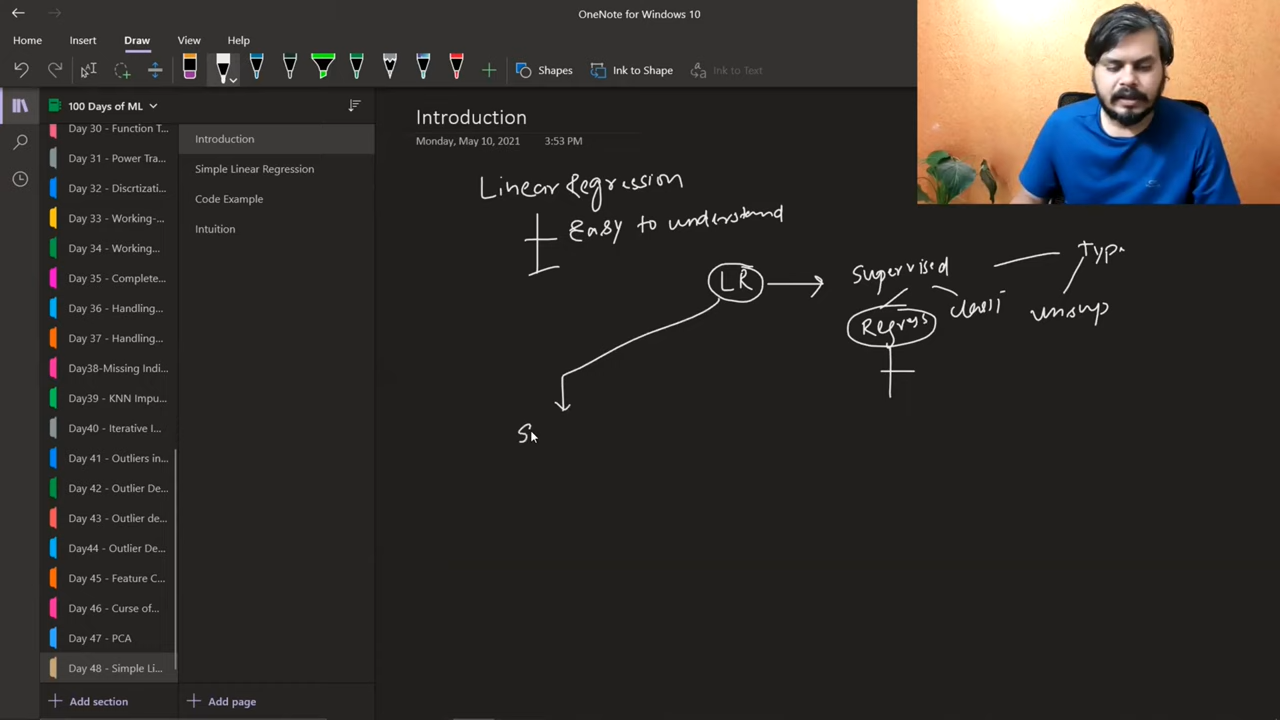 OneNote for Windows 10
Home Insert Draw View Help
Shapes Ink to Shape Ink to Text
100 Days of ML
Day 30 - Function T...
Day 31 - Power Tra...
Day 32 - Discrtizati...
Day 33 - Working-...
Day 34 - Working...
Day 35 - Complete...
Day 36 - Handling...
Day 37 - Handling...
Day38-Missing Indi...
Day39 - KNN Impu...
Day40 - Iterative I...
Day 41 - Outliers in...
Day 42 - Outlier De...
Day 43 - Outlier de...
Day44 - Outlier De...
Day 45 - Feature C...
Day 46 - Curse of...
Day 47 - PCA
Day 48 - Simple Li...
Add section
Introduction
Simple Linear Regression
Code Example
Intuition
Add page
Introduction
Monday, May 10, 2021 3:53 PM
Linear Regression
Easy to understand
LR
Supervised
Type
Regress
classi
unsup
S